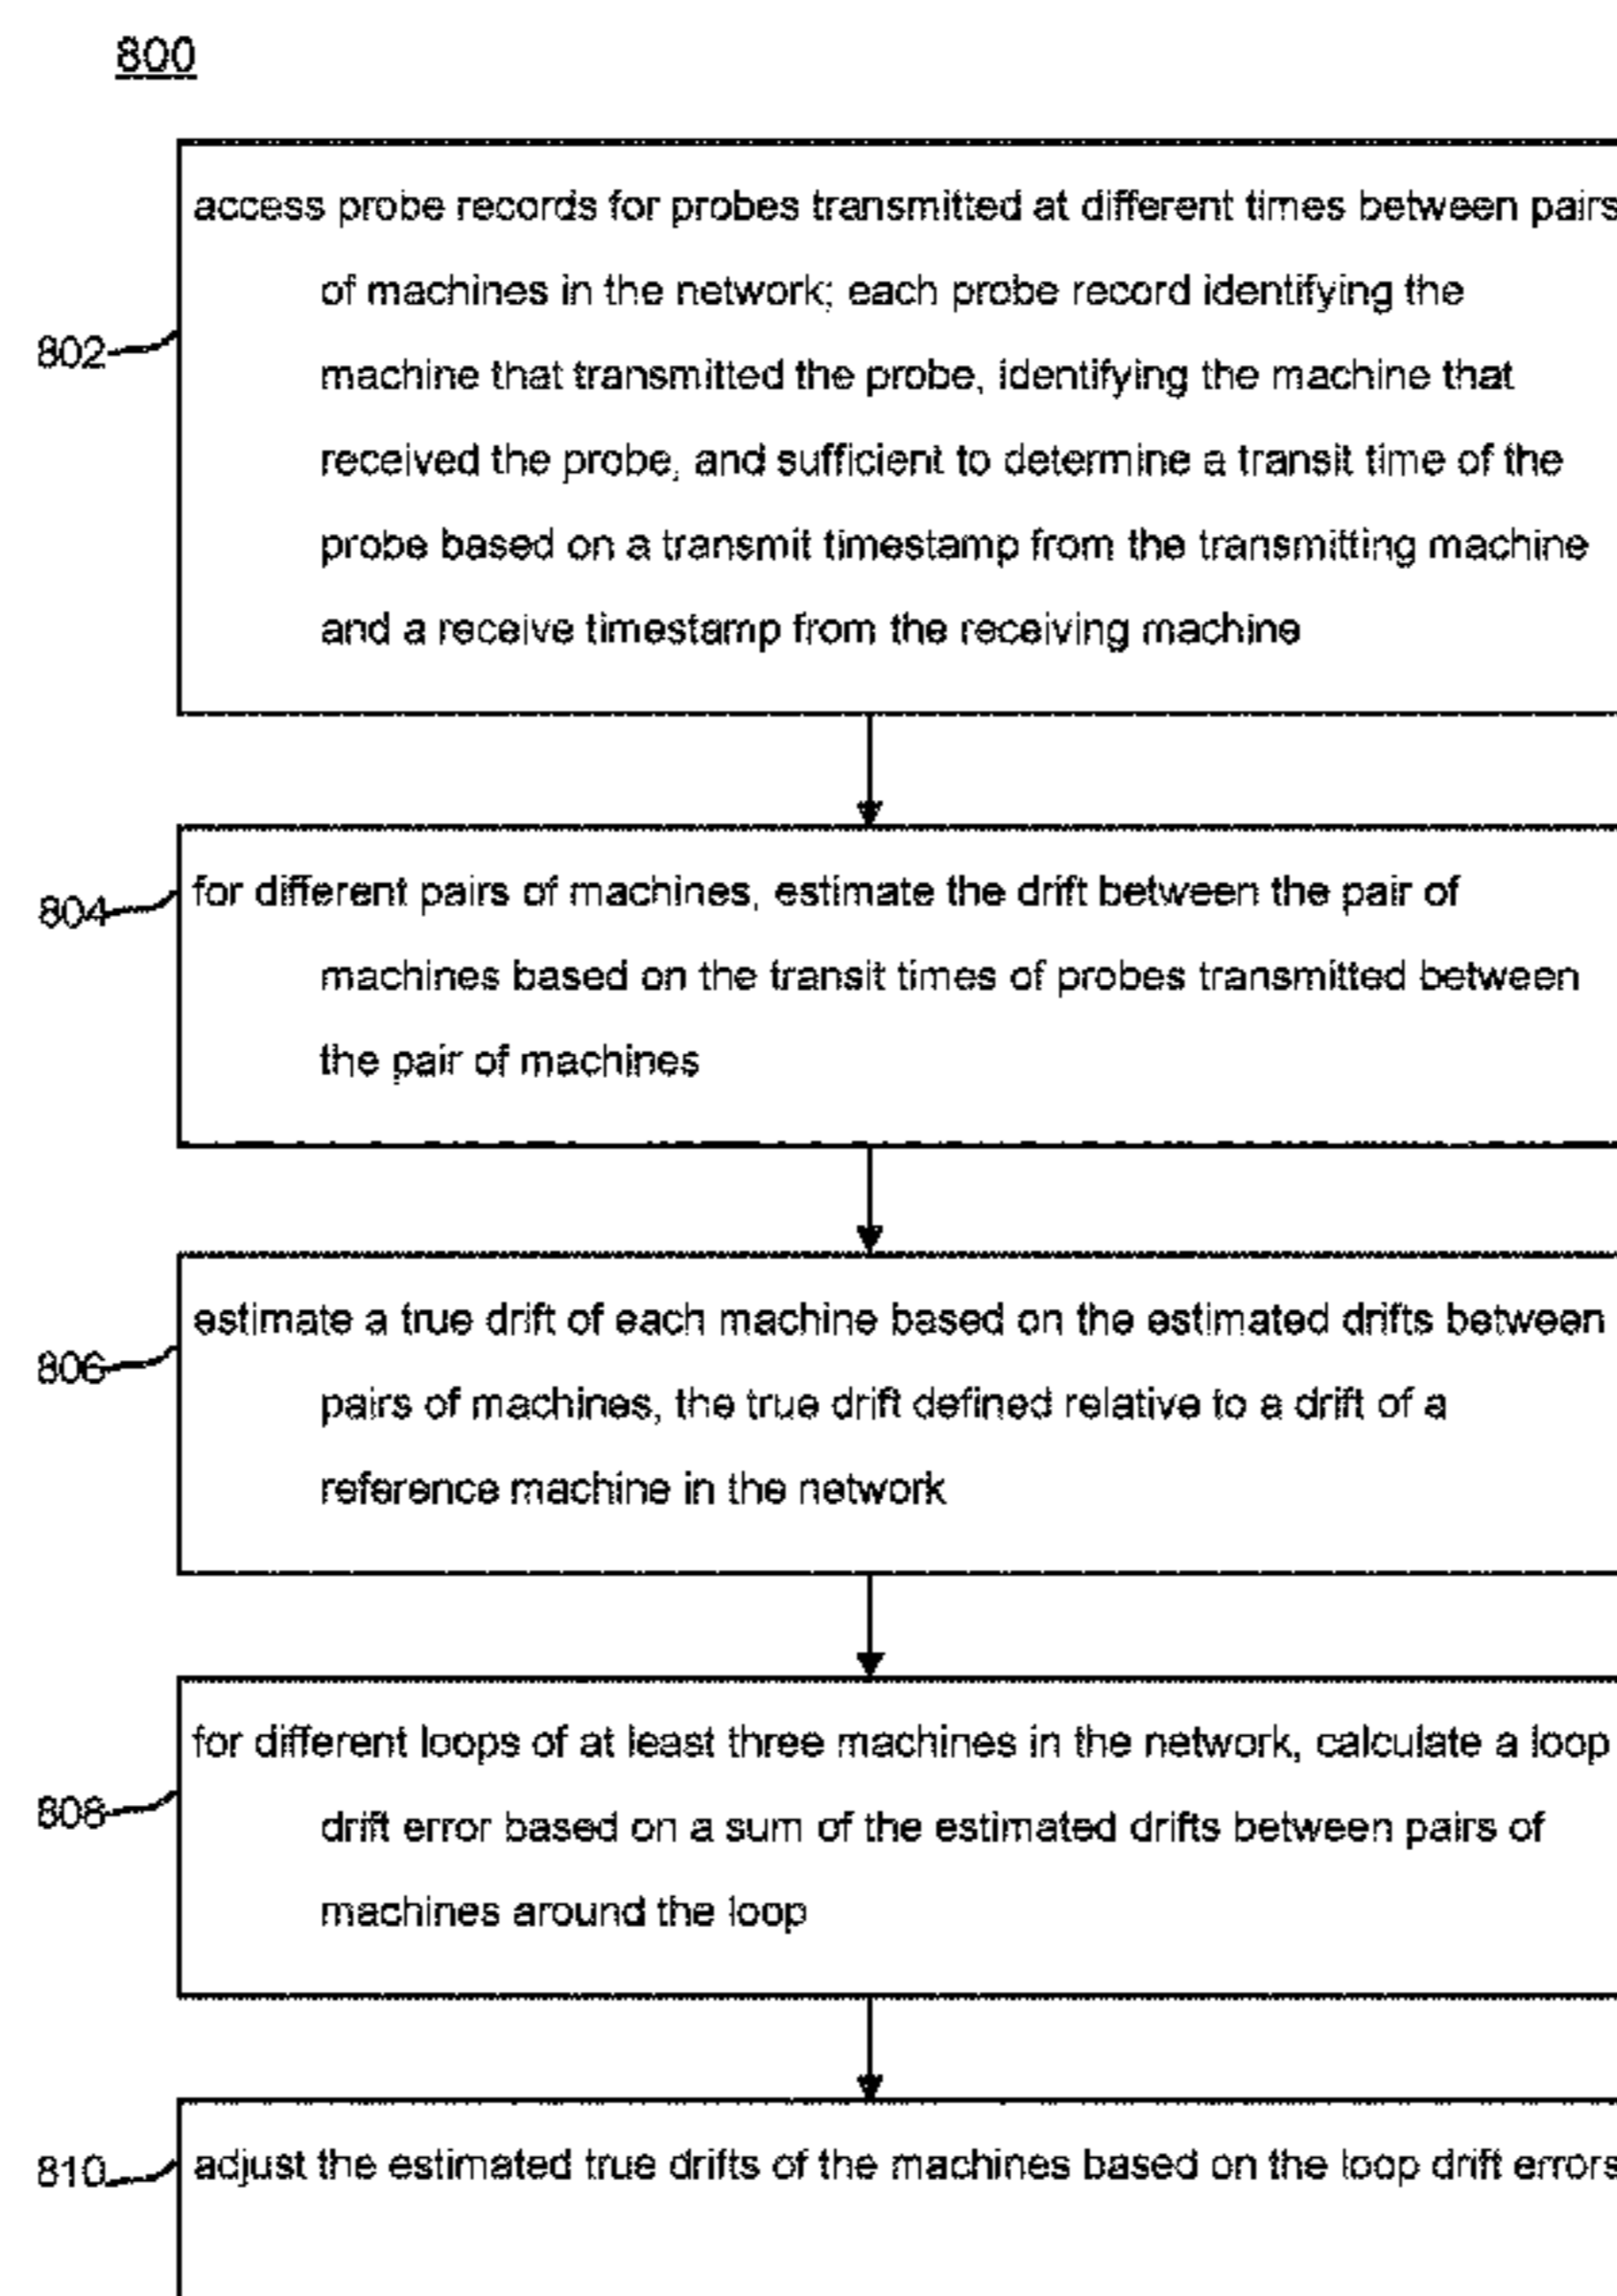 800
access probe records for probes transmitted at different times between pairs
of machines in the network; each probe record identifying the
802
machine that transmitted the probe, identifying the machine that
received the probe, and sufficient to determine a transit time of the
probe based on a transmit timestamp from the transmitting machine
and a receive timestamp from the receiving machine
804
for different pairs of machines, estimate the drift between the pair of
machines based on the transit times of probes transmitted between
the pair of machines
estimate a true drift of each machine based on the estimated drifts between
806
pairs of machines, the true drift defined relative to a drift of a
reference machine in the network
for different loops of at least three machines in the network, calculate a loop
808
drift error based on a sum of the estimated drifts between pairs of
machines around the loop
810
adjust the estimated true drifts of the machines based on the loop drift errors